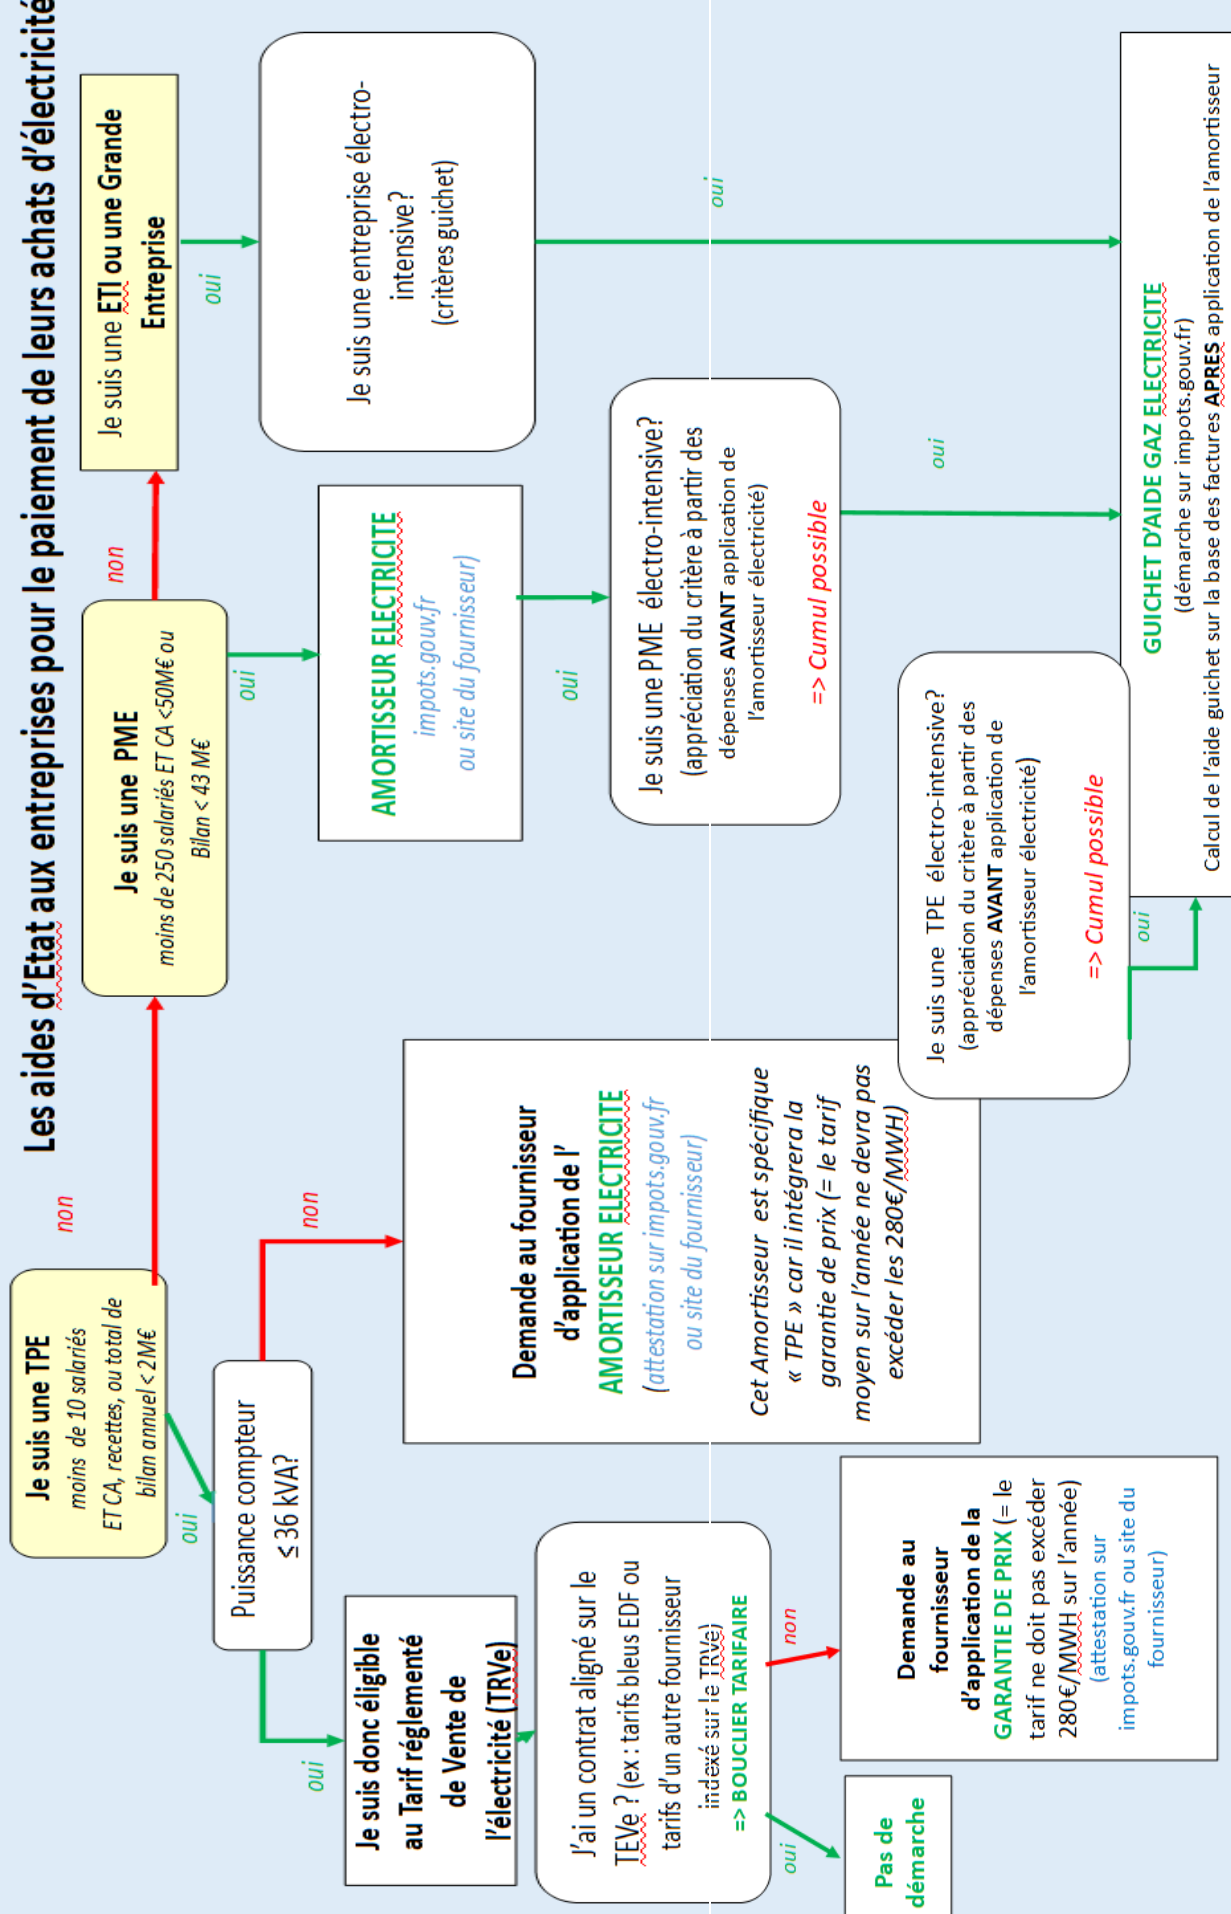 Les aides d'Etat aux entreprises pour le paiement de leurs achats d'électricité
Je suis une TPE
moins de 10 salariés
ET CA, recettes, ou total de
bilan annuel < 2M€
non
Je suis une PME
moins de 250 salariés ET CA <50M€ ou
Bilan < 43 M€
non
Je suis une ETI ou une Grande
Entreprise
oui
Puissance compteur
≤ 36 kVA?
non
oui
oui
oui
Je suis donc éligible
au Tarif réglementé
de Vente de
l'électricité (TRVe)
Demande au fournisseur
d'application de l'
AMORTISSEUR ELECTRICITE
(attestation sur impots.gouv.fr
ou site du fournisseur)
Cet Amortisseur est spécifique
« TPE » car il intégrera la
garantie de prix (= le tarif
moyen sur l'année ne devra pas
excéder les 280€/MWH)
AMORTISSEUR ELECTRICITE
impots.gouv.fr
ou site du fournisseur)
oui
Je suis une entreprise électro-
intensive?
(critères guichet)
oui
J'ai un contrat aligné sur le
TEVe ? (ex : tarifs bleus EDF ou
tarifs d'un autre fournisseur
indexé sur le TRVe)
=> BOUCLIER TARIFAIRE
oui
non
Je suis une PME électro-intensive?
(appréciation du critère à partir des
dépenses AVANT application de
l'amortisseur électricité)
=> Cumul possible
oui
Pas de
démarche
Demande au
fournisseur
d'application de la
GARANTIE DE PRIX (= le
tarif ne doit pas excéder
280€/MWH sur l'année)
(attestation sur
impots.gouv.fr ou site du
fournisseur)
Je suis une TPE électro-intensive?
(appréciation du critère à partir des
dépenses AVANT application de
l'amortisseur électricité)
=> Cumul possible
oui
GUICHET D'AIDE GAZ ELECTRICITE
(démarche sur impots.gouv.fr)
Calcul de l'aide guichet sur la base des factures APRES application de l'amortisseur